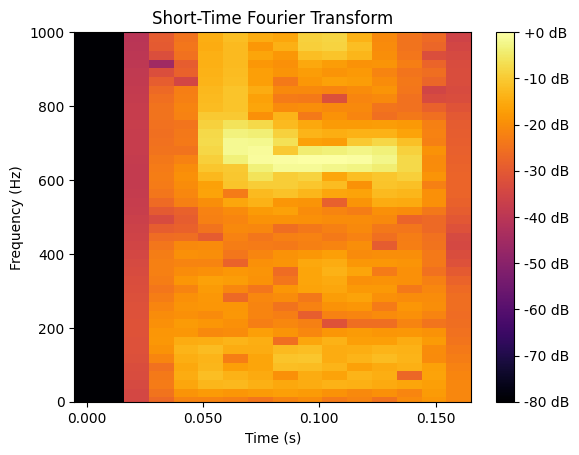 Short-Time Fourier Transform
1000
800
600
400
200
0
Frequency (Hz)
0.000
0.050
0.100
0.150
Time (s)
+0 dB
-10 dB
-20 dB
-30 dB
-40 dB
-50 dB
-60 dB
-70 dB
-80 dB